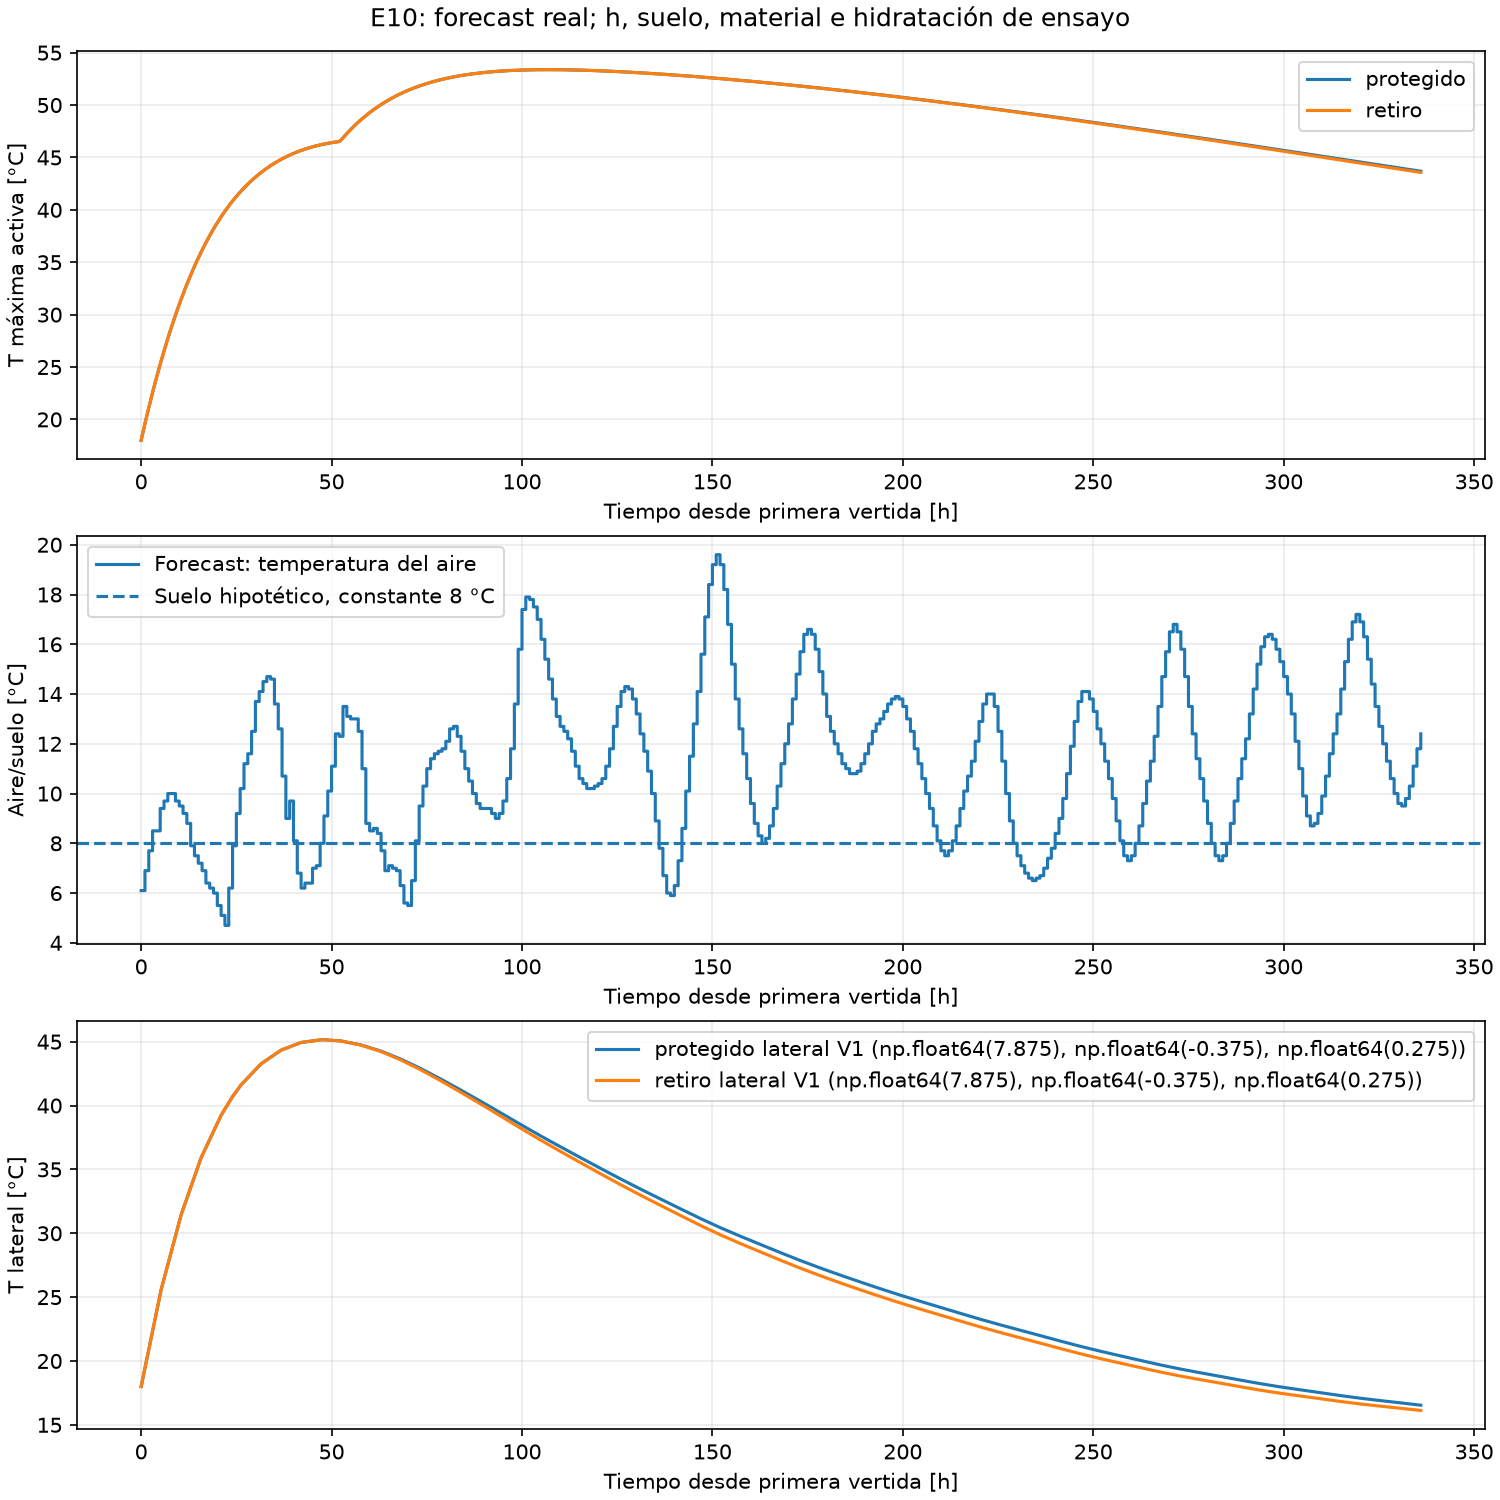 E10: forecast real; h, suelo, material e hidratación de ensayo
T máxima activa [°C]
55
50
45
40
35
30
25
20
protegido
retiro
0 50 100 150 200 250 300 350
Tiempo desde primera vertida [h]
Aire/suelo [°C]
20
18
16
14
12
10
8
6
4
Forecast: temperatura del aire
Suelo hipotético, constante 8 °C
0 50 100 150 200 250 300 350
Tiempo desde primera vertida [h]
T lateral [°C]
45
40
35
30
25
20
15
protegido lateral V1 (np.float64(7.875), np.float64(-0.375), np.float64(0.275))
retiro lateral V1 (np.float64(7.875), np.float64(-0.375), np.float64(0.275))
0 50 100 150 200 250 300 350
Tiempo desde primera vertida [h]